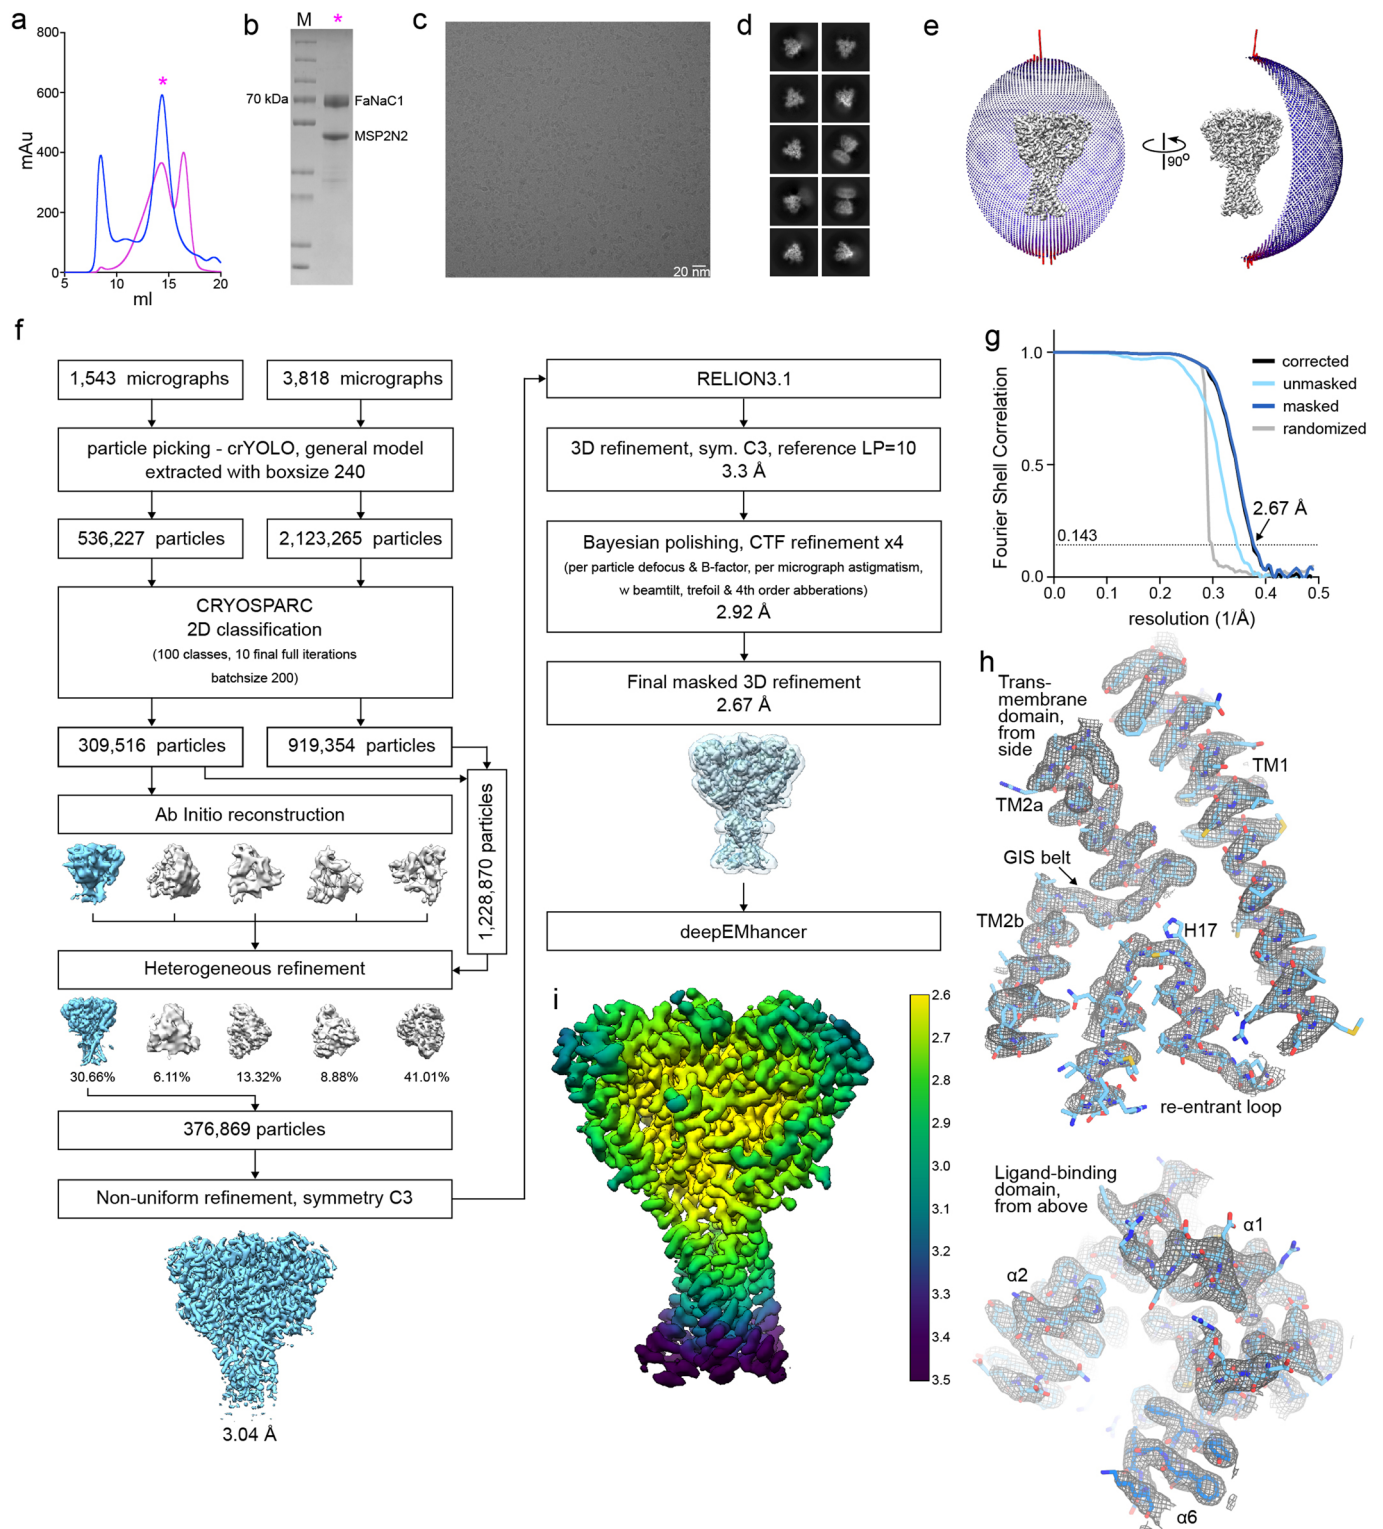 a
800
600
400
200
0
mAu
*
5
10
15
20
ml
b
M
*
70 kDa
FaNaC1
MSP2N2
c
20 nm
d
e
90°
f
1,543 micrographs
3,818 micrographs
particle picking - crYOLO, general model
extracted with boxsize 240
536,227 particles
2,123,265 particles
CRYOSPARC
2D classification
(100 classes, 10 final full iterations
batchsize 200)
309,516 particles
919,354 particles
1,228,870 particles
Ab Initio reconstruction
Heterogeneous refinement
30.66%
6.11%
13.32%
8.88%
41.01%
376,869 particles
Non-uniform refinement, symmetry C3
3.04 Å
RELION3.1
3D refinement, sym. C3, reference LP=10
3.3 Å
Bayesian polishing, CTF refinement x4
(per particle defocus & B-factor, per micrograph astigmatism,
w beamtilt, trefoil & 4th order abberations)
2.92 Å
Final masked 3D refinement
2.67 Å
deepEMhancer
g
1.0
0.5
0.0
Fourier Shell Correlation
corrected
unmasked
masked
randomized
2.67 Å
0.143
0.0
0.1
0.2
0.3
0.4
0.5
resolution (1/Å)
h
Trans-
membrane
domain,
from
side
TM1
TM2a
GIS belt
TM2b
H17
re-entrant loop
Ligand-binding
domain,
from above
α1
α2
α6
i
2.6
2.7
2.8
2.9
3.0
3.1
3.2
3.3
3.4
3.5